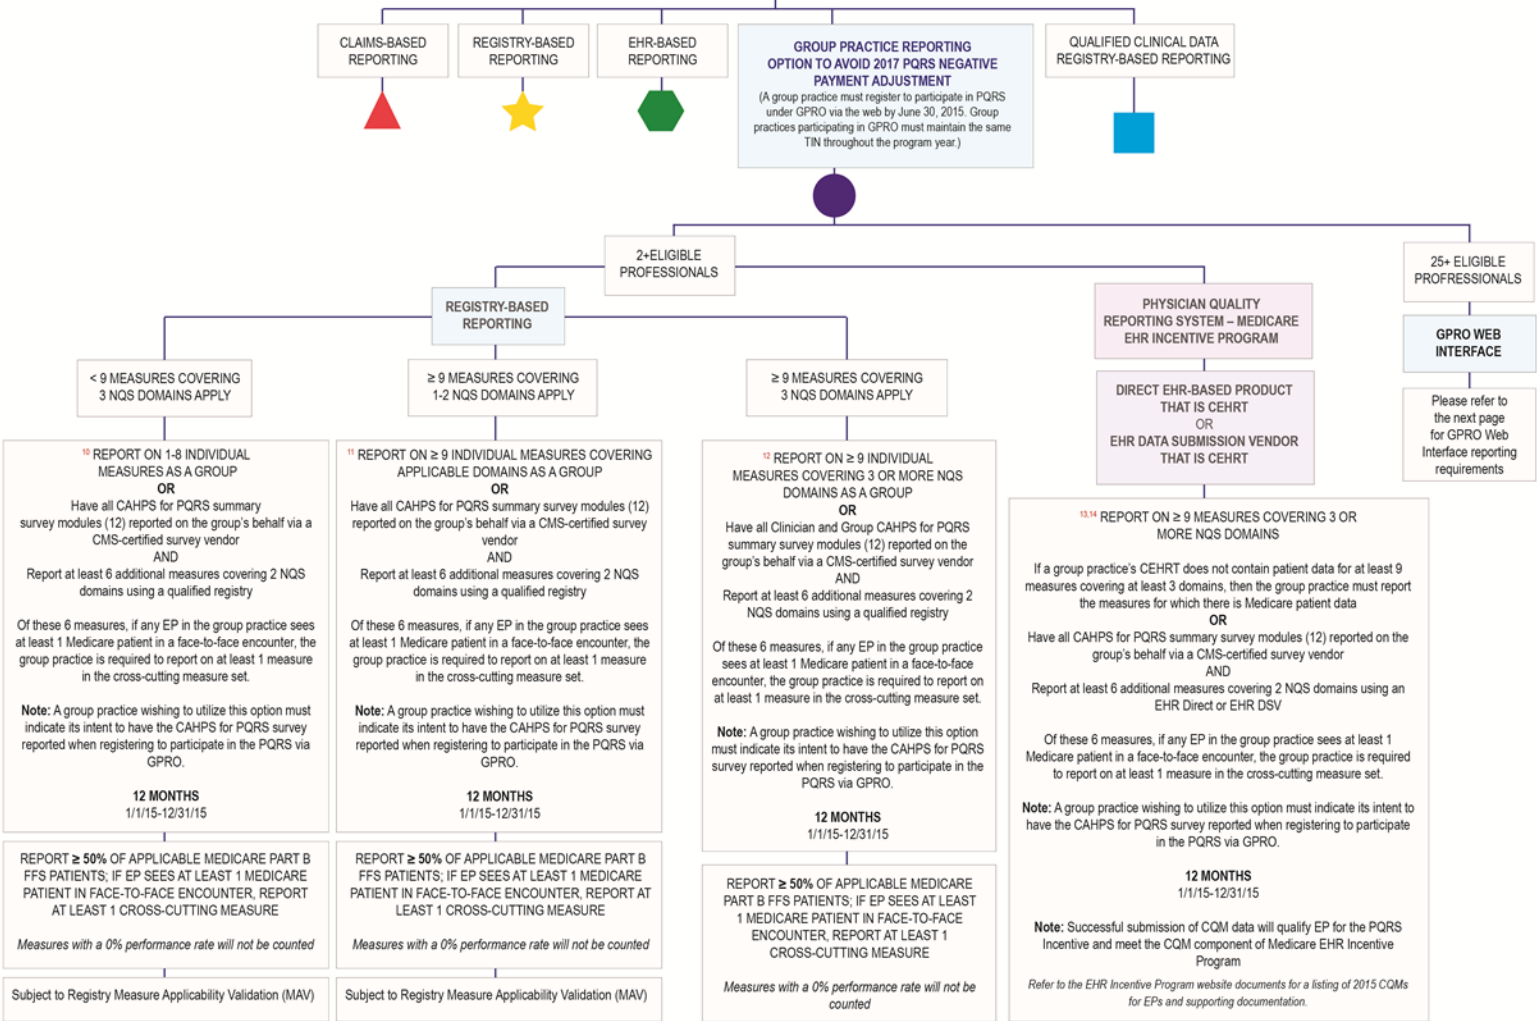 CLAIMS-BASED
REPORTING
REGISTRY-BASED
REPORTING
EHR-BASED
REPORTING
GROUP PRACTICE REPORTING
OPTION TO AVOID 2017 PQRS NEGATIVE
PAYMENT ADJUSTMENT
(A group practice must register to participate in PQRS
under GPRO via the web by June 30, 2015. Group
practices participating in GPRO must maintain the same
TIN throughout the program year.)
QUALIFIED CLINICAL DATA
REGISTRY-BASED REPORTING
2+ELIGIBLE
PROFESSIONALS
25+ ELIGIBLE
PROFRESSIONALS
REGISTRY-BASED
REPORTING
PHYSICIAN QUALITY
REPORTING SYSTEM – MEDICARE
EHR INCENTIVE PROGRAM
GPRO WEB
INTERFACE
< 9 MEASURES COVERING
3 NQS DOMAINS APPLY
≥ 9 MEASURES COVERING
1-2 NQS DOMAINS APPLY
≥ 9 MEASURES COVERING
3 NQS DOMAINS APPLY
DIRECT EHR-BASED PRODUCT
THAT IS CEHRT
OR
EHR DATA SUBMISSION VENDOR
THAT IS CEHRT
Please refer to
the next page
for GPRO Web
Interface reporting
requirements
10 REPORT ON 1-8 INDIVIDUAL
MEASURES AS A GROUP
OR
Have all CAHPS for PQRS summary
survey modules (12) reported on the group's behalf via a
CMS-certified survey vendor
AND
Report at least 6 additional measures covering 2 NQS
domains using a qualified registry
Of these 6 measures, if any EP in the group practice sees
at least 1 Medicare patient in a face-to-face encounter, the
group practice is required to report on at least 1 measure
in the cross-cutting measure set.
Note: A group practice wishing to utilize this option must
indicate its intent to have the CAHPS for PQRS survey
reported when registering to participate in the PQRS via
GPRO.
12 MONTHS
1/1/15-12/31/15
REPORT ≥ 50% OF APPLICABLE MEDICARE PART B
FFS PATIENTS; IF EP SEES AT LEAST 1 MEDICARE
PATIENT IN FACE-TO-FACE ENCOUNTER, REPORT
AT LEAST 1 CROSS-CUTTING MEASURE
Measures with a 0% performance rate will not be counted
Subject to Registry Measure Applicability Validation (MAV)
11 REPORT ON ≥ 9 INDIVIDUAL MEASURES COVERING
APPLICABLE DOMAINS AS A GROUP
OR
Have all CAHPS for PQRS summary survey modules (12)
reported on the group's behalf via a CMS-certified survey
vendor
AND
Report at least 6 additional measures covering 2 NQS
domains using a qualified registry
Of these 6 measures, if any EP in the group practice sees
at least 1 Medicare patient in a face-to-face encounter, the
group practice is required to report on at least 1 measure
in the cross-cutting measure set.
Note: A group practice wishing to utilize this option must
indicate its intent to have the CAHPS for PQRS survey
reported when registering to participate in the PQRS via
GPRO.
12 MONTHS
1/1/15-12/31/15
REPORT ≥ 50% OF APPLICABLE MEDICARE PART B
FFS PATIENTS; IF EP SEES AT LEAST 1 MEDICARE
PATIENT IN FACE-TO-FACE ENCOUNTER, REPORT AT
LEAST 1 CROSS-CUTTING MEASURE
Measures with a 0% performance rate will not be counted
Subject to Registry Measure Applicability Validation (MAV)
12 REPORT ON ≥ 9 INDIVIDUAL
MEASURES COVERING 3 OR MORE NQS
DOMAINS AS A GROUP
OR
Have all Clinician and Group CAHPS for PQRS
summary survey modules (12) reported on the
group's behalf via a CMS-certified survey vendor
AND
Report at least 6 additional measures covering 2
NQS domains using a qualified registry
Of these 6 measures, if any EP in the group practice
sees at least 1 Medicare patient in a face-to-face
encounter, the group practice is required to report on
at least 1 measure in the cross-cutting measure set.
Note: A group practice wishing to utilize this option
must indicate its intent to have the CAHPS for PQRS
survey reported when registering to participate in the
PQRS via GPRO.
12 MONTHS
1/1/15-12/31/15
REPORT ≥ 50% OF APPLICABLE MEDICARE
PART B FFS PATIENTS; IF EP SEES AT LEAST
1 MEDICARE PATIENT IN FACE-TO-FACE
ENCOUNTER, REPORT AT LEAST 1
CROSS-CUTTING MEASURE
Measures with a 0% performance rate will not be
counted
13,14 REPORT ON ≥ 9 MEASURES COVERING 3 OR
MORE NQS DOMAINS
If a group practice's CEHRT does not contain patient data for at least 9
measures covering at least 3 domains, then the group practice must report
the measures for which there is Medicare patient data
OR
Have all CAHPS for PQRS summary survey modules (12) reported on the
group's behalf via a CMS-certified survey vendor
AND
Report at least 6 additional measures covering 2 NQS domains using an
EHR Direct or EHR DSV
Of these 6 measures, if any EP in the group practice sees at least 1
Medicare patient in a face-to-face encounter, the group practice is required
to report on at least 1 measure in the cross-cutting measure set.
Note: A group practice wishing to utilize this option must indicate its intent to
have the CAHPS for PQRS survey reported when registering to participate
in the PQRS via GPRO.
12 MONTHS
1/1/15-12/31/15
Note: Successful submission of CQM data will qualify EP for the PQRS
Incentive and meet the CQM component of Medicare EHR Incentive
Program
Refer to the EHR Incentive Program website documents for a listing of 2015 CQMs
for EPs and supporting documentation.